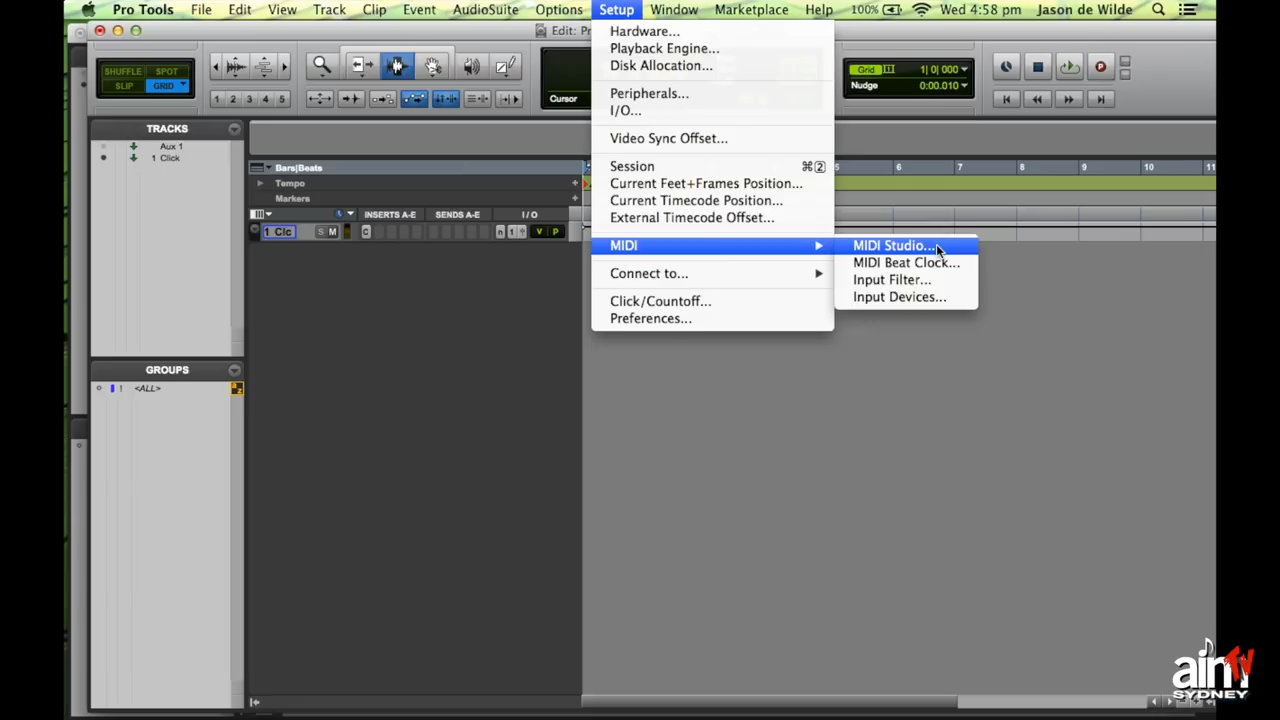 Pro Tools File Edit View Track Clip Event AudioSuite Options Setup Window Marketplace Help 100% Wed 4:58 pm Jason de Wilde
Edit: Pr
Hardware...
Playback Engine...
Disk Allocation...
Peripherals...
I/O...
Video Sync Offset...
Session ⌘2
Current Feet+Frames Position...
Current Timecode Position...
External Timecode Offset...
MIDI
Connect to...
Click/Countoff...
Preferences...
MIDI Studio...
MIDI Beat Clock...
Input Filter...
Input Devices...
SHUFFLE SPOT
SLIP GRID
1 2 3 4 5
Cursor
Grid 1| 0| 000
Nudge 0:00.010
TRACKS
Aux 1
1 Click
Bars|Beats
5 6 7 8 9 10 11
Tempo
Markers
INSERTS A-E SENDS A-E I/O
1 Clc S M C n 1 V P
GROUPS
1 <ALL>
aim TV
SYDNEY